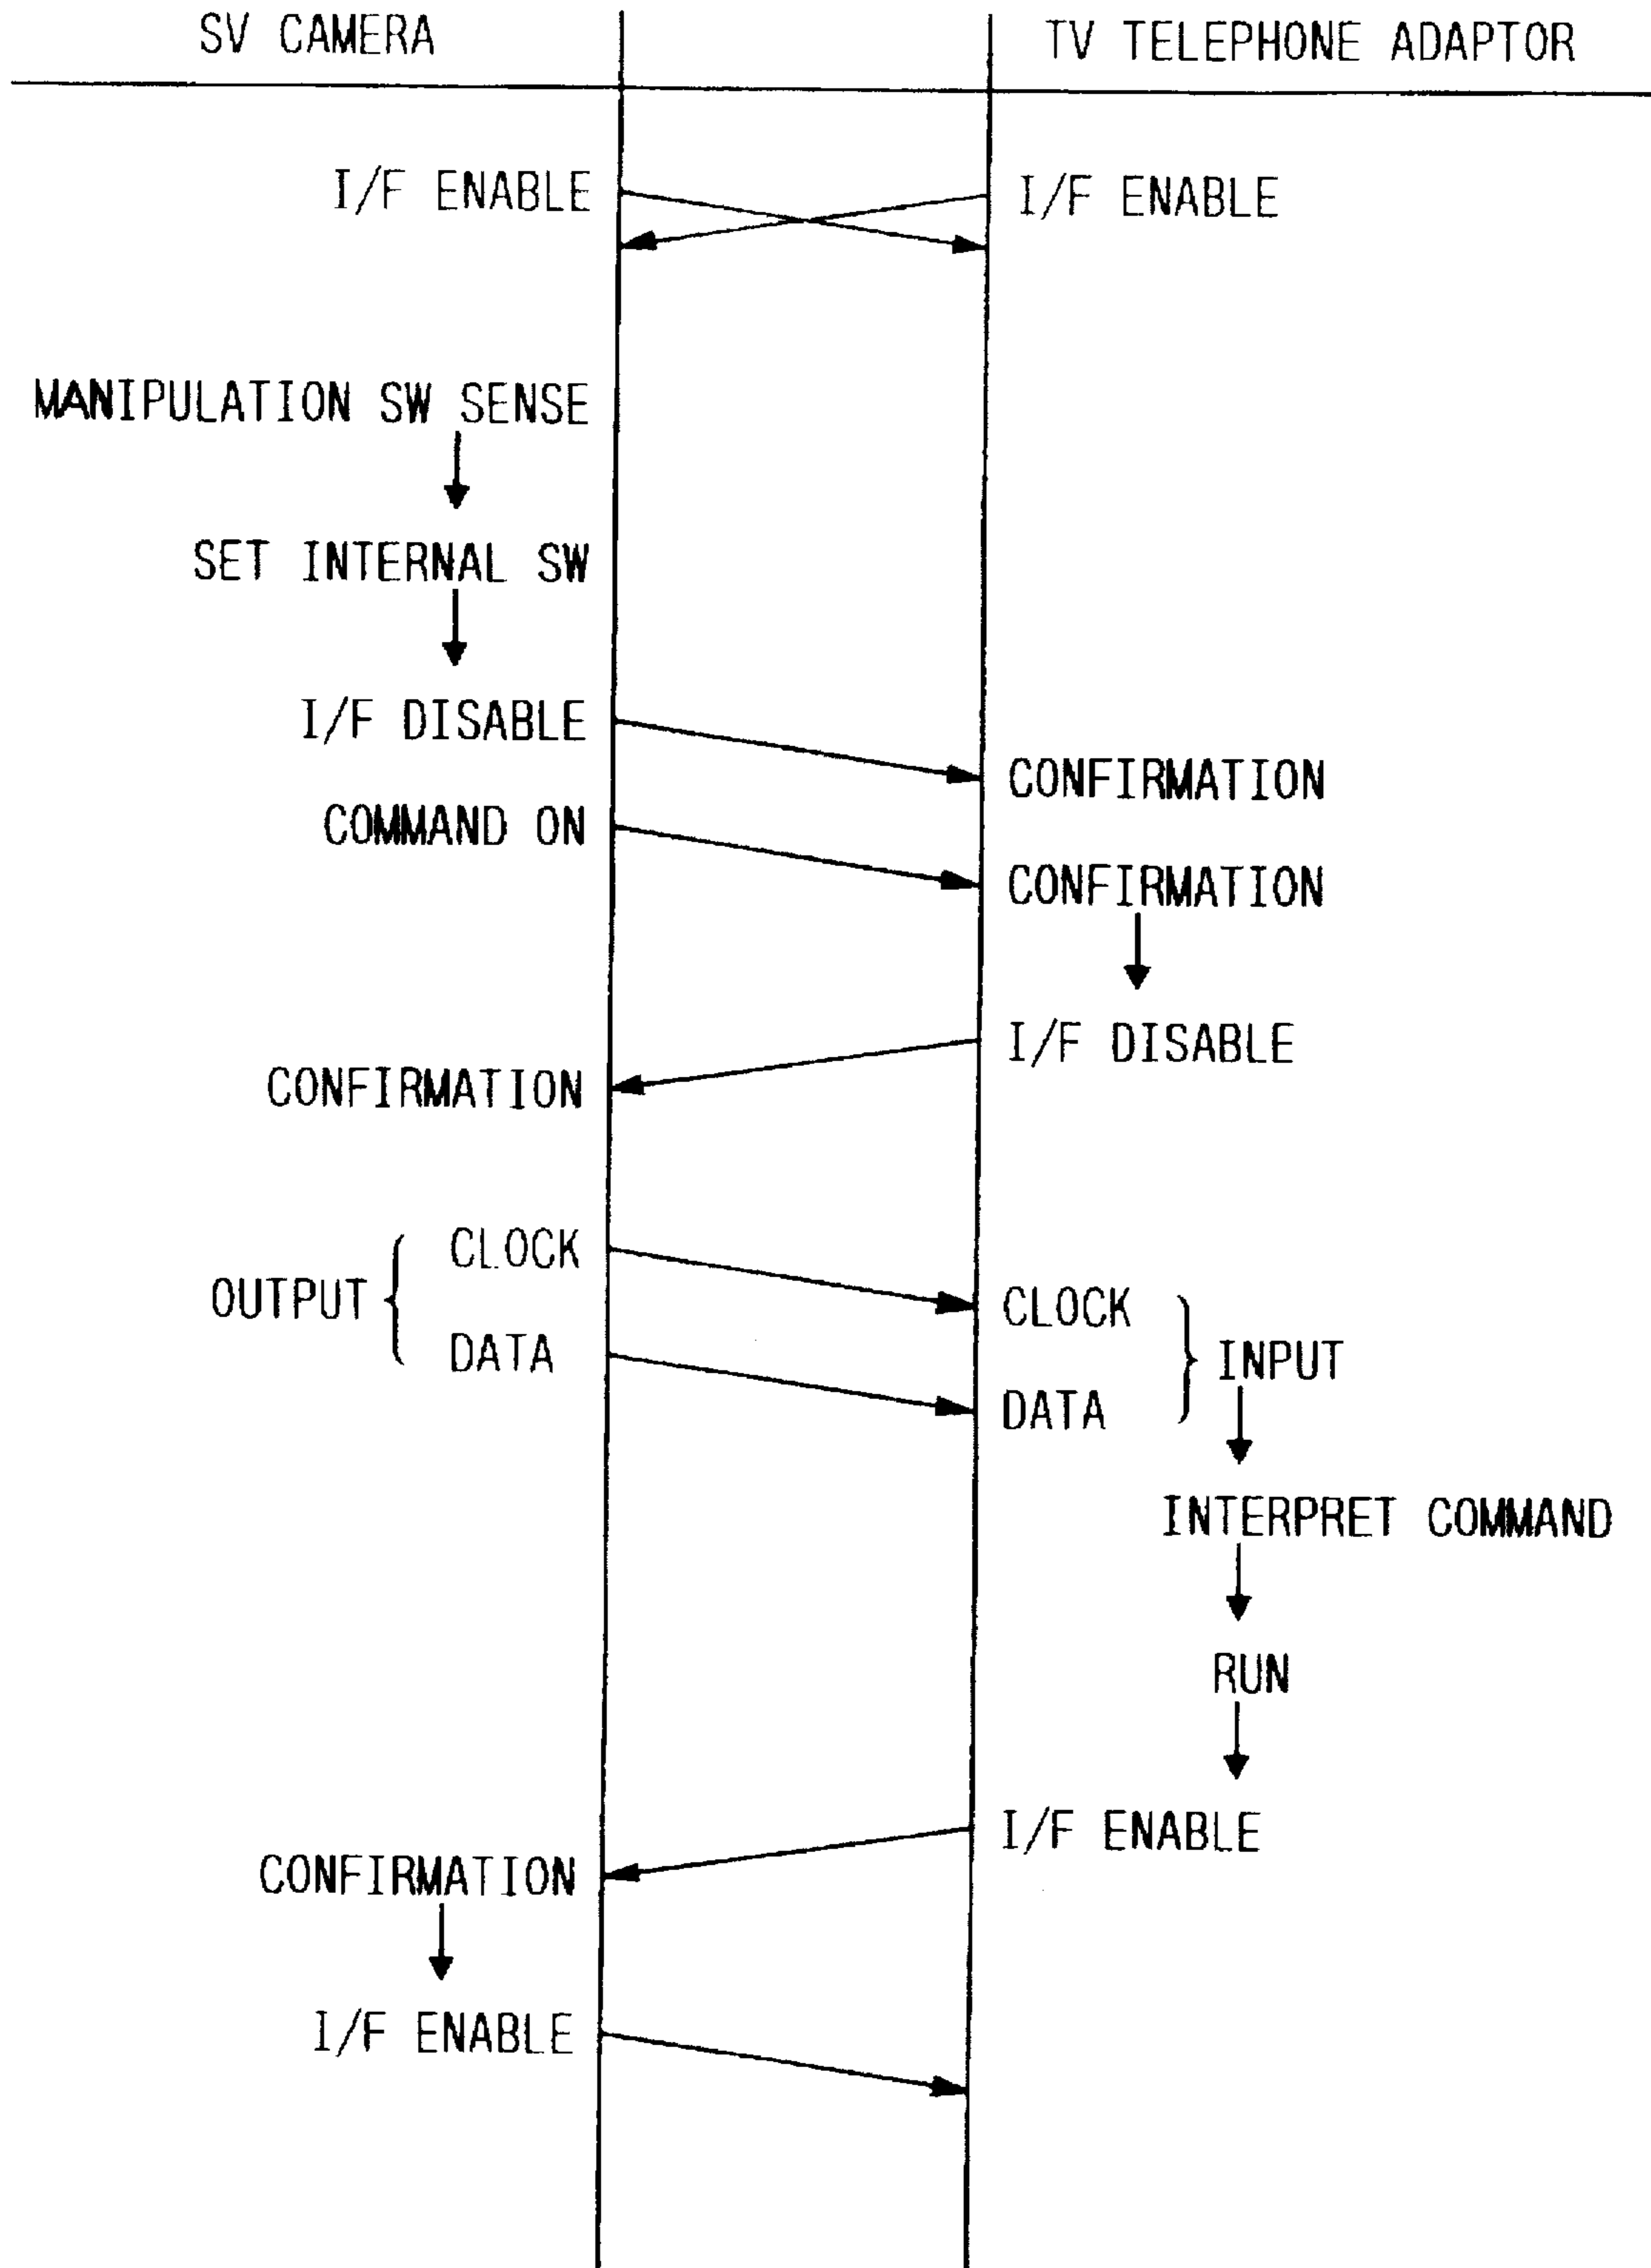 SV CAMERA
TV TELEPHONE ADAPTOR
I/F ENABLE
I/F ENABLE
MANIPULATION SW SENSE
SET INTERNAL SW
I/F DISABLE
CONFIRMATION
COMMAND ON
CONFIRMATION
I/F DISABLE
CONFIRMATION
CLOCK
OUTPUT
CLOCK
DATA
INPUT
DATA
INTERPRET COMMAND
RUN
I/F ENABLE
CONFIRMATION
I/F ENABLE